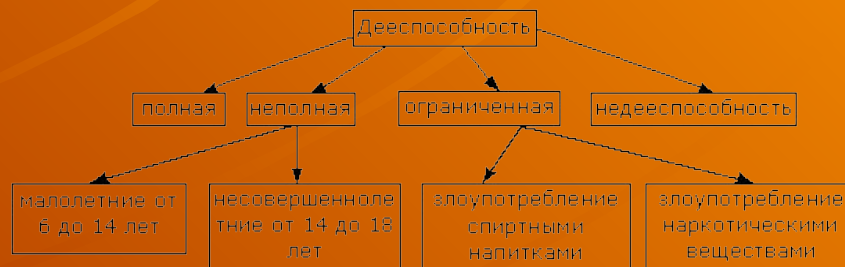 Дееспособность
полная
неполная
ограниченная
недееспособность
малолетние от
6 до 14 лет
несовершенноле
тние от 14 до 18
лет
злоупотребление
спиртными
напитками
злоупотребление
наркотическими
веществами